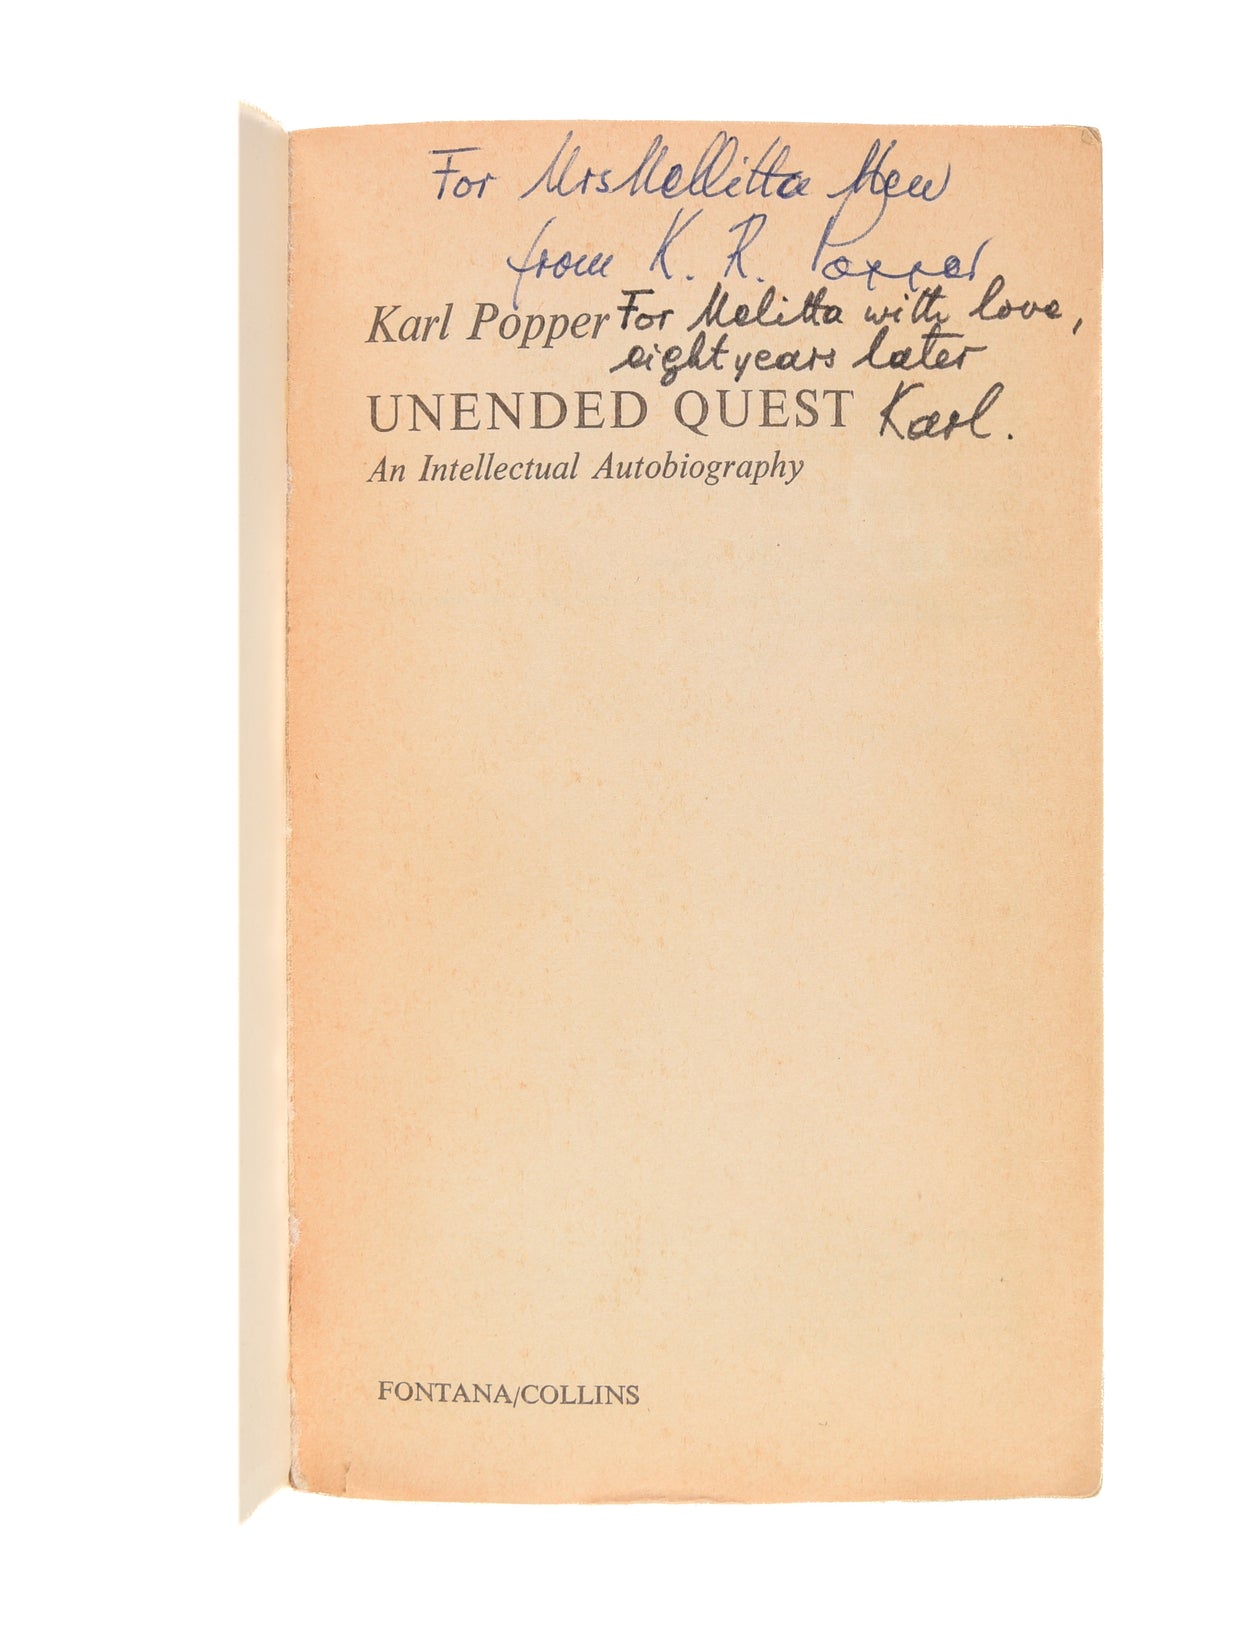 For Mrs Mellitta Mew
from K. R. Popper
Karl Popper
For Melitta with love,
eight years later
Karl.
UNENDED QUEST
An Intellectual Autobiography
FONTANA/COLLINS